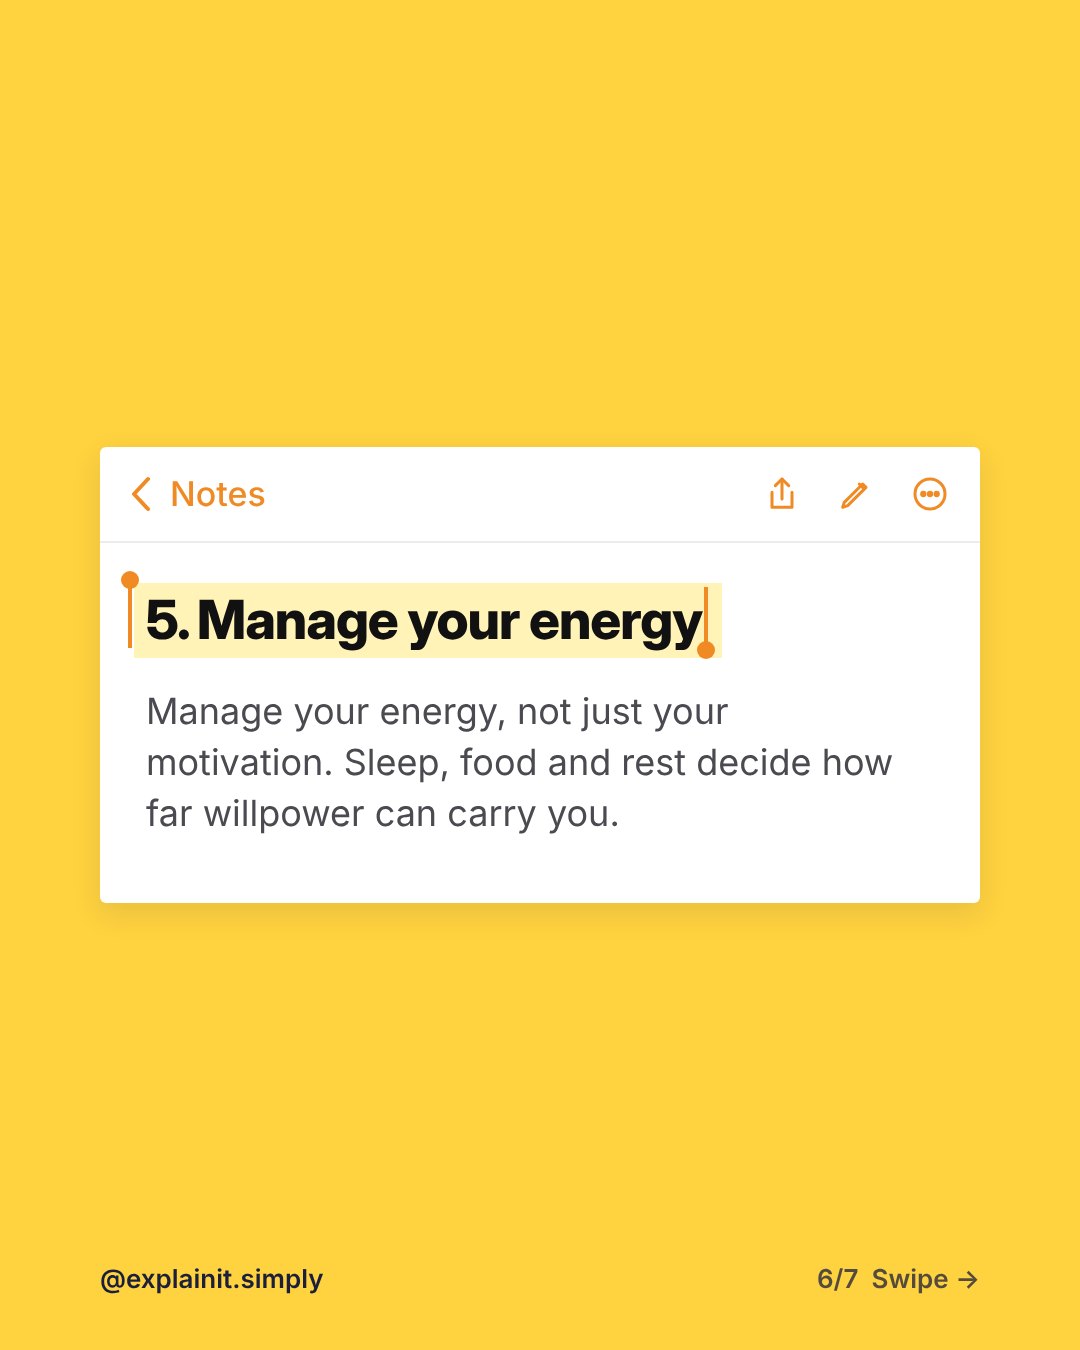 Notes
5. Manage your energy
Manage your energy, not just your
motivation. Sleep, food and rest decide how
far willpower can carry you.
@explainit.simply
6/7 Swipe →